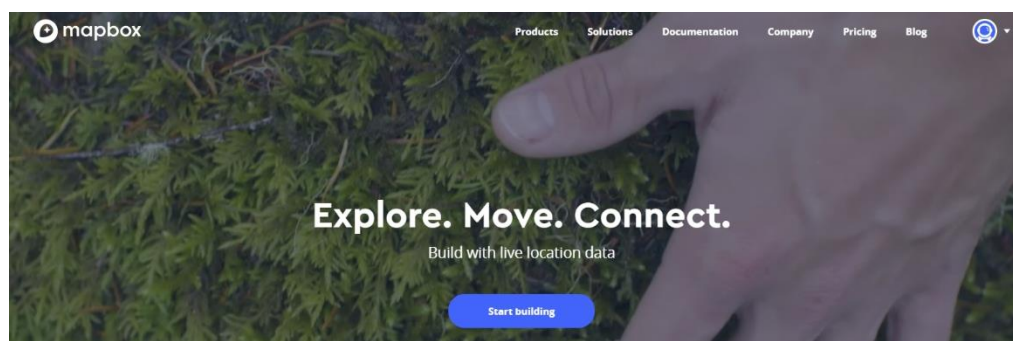 mapbox
Products Solutions Documentation Company Pricing Blog
Explore. Move. Connect.
Build with live location data
Start building